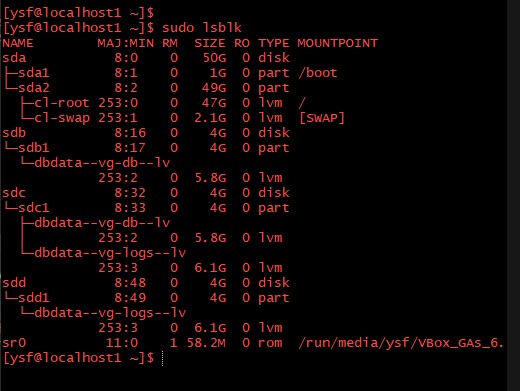 [ysf@localhost1 ~]$
[ysf@localhost1 ~]$ sudo lsblk
NAME        MAJ:MIN RM  SIZE RO TYPE MOUNTPOINT
sda           8:0    0   50G  0 disk
├─sda1        8:1    0    1G  0 part /boot
└─sda2        8:2    0   49G  0 part
  ├─cl-root 253:0    0   47G  0 lvm  /
  └─cl-swap 253:1    0  2.1G  0 lvm  [SWAP]
sdb           8:16   0    4G  0 disk
└─sdb1        8:17   0    4G  0 part
  └─dbdata--vg-db--lv
            253:2    0  5.8G  0 lvm
sdc           8:32   0    4G  0 disk
└─sdc1        8:33   0    4G  0 part
  ├─dbdata--vg-db--lv
  │         253:2    0  5.8G  0 lvm
  └─dbdata--vg-logs--lv
            253:3    0  6.1G  0 lvm
sdd           8:48   0    4G  0 disk
└─sdd1        8:49   0    4G  0 part
  └─dbdata--vg-logs--lv
            253:3    0  6.1G  0 lvm
sr0          11:0    1 58.2M  0 rom  /run/media/ysf/VBox_GAs_6.
[ysf@localhost1 ~]$